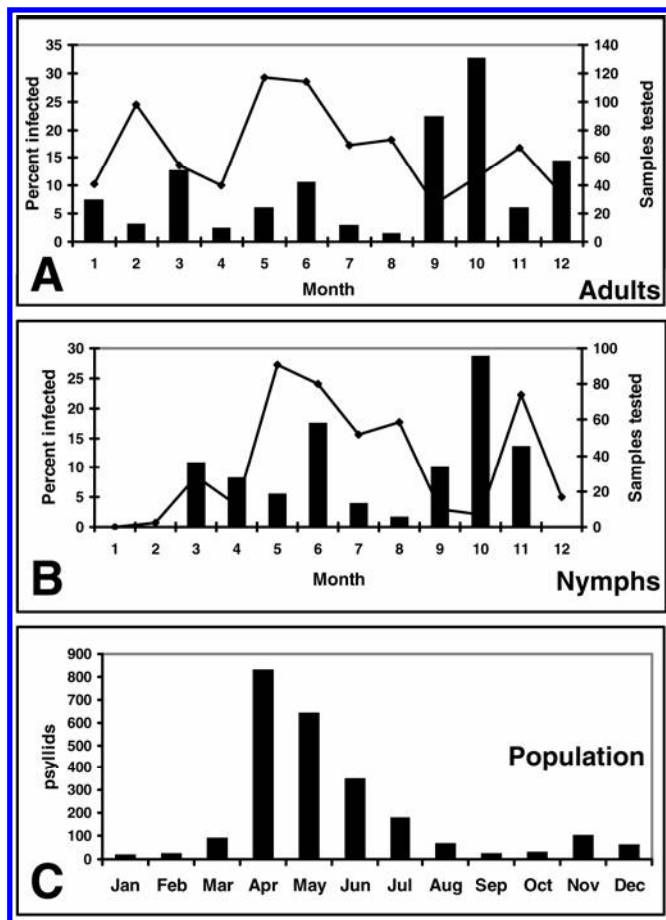 35
30
25
20
15
10
5
0
Percent infected
140
120
100
80
60
40
20
0
Samples tested
1 2 3 4 5 6 7 8 9 10 11 12
Month
A
Adults
30
25
20
15
10
5
0
Percent infected
100
80
60
40
20
0
Samples tested
1 2 3 4 5 6 7 8 9 10 11 12
Month
B
Nymphs
900
800
700
600
500
400
300
200
100
0
psyllids
Population
Jan Feb Mar Apr May Jun Jul Aug Sep Oct Nov Dec
C